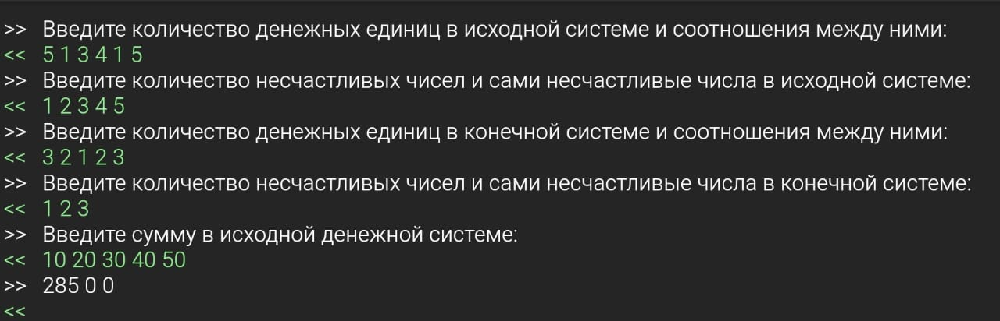 >> Введите количество денежных единиц в исходной системе и соотношения между ними:
<< 5 1 3 4 1 5
>> Введите количество несчастливых чисел и сами несчастливые числа в исходной системе:
<< 1 2 3 4 5
>> Введите количество денежных единиц в конечной системе и соотношения между ними:
<< 3 2 1 2 3
>> Введите количество несчастливых чисел и сами несчастливые числа в конечной системе:
<< 1 2 3
>> Введите сумму в исходной денежной системе:
<< 10 20 30 40 50
>> 285 0 0
<<